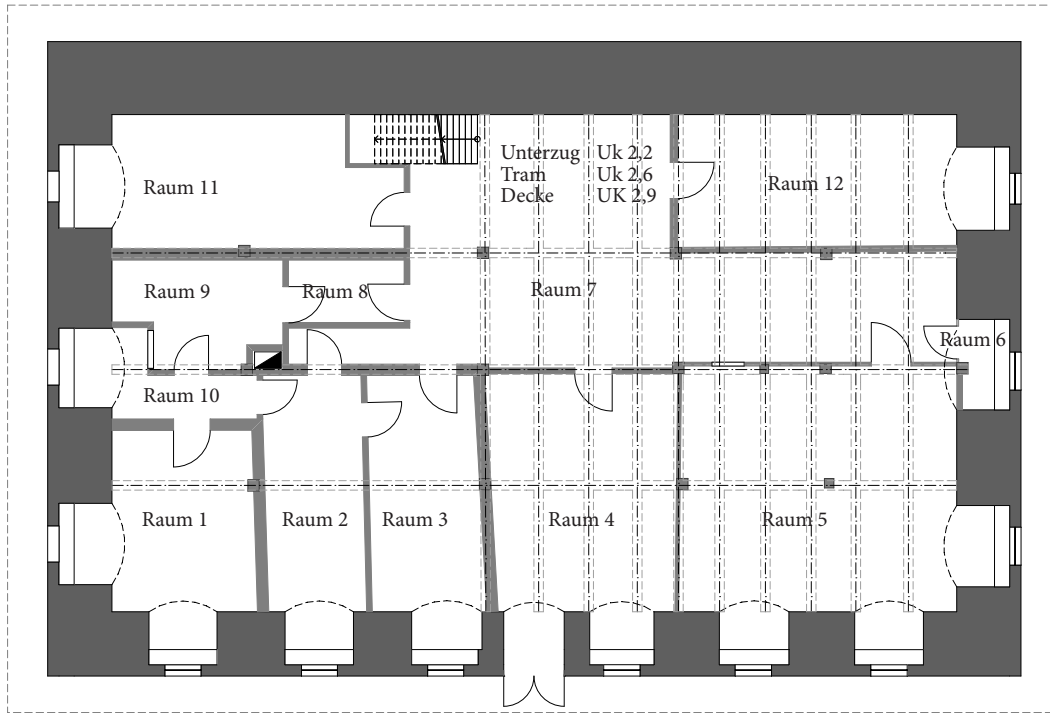 Unterzug Uk 2,2
Tram Uk 2,6
Decke UK 2,9
Raum 11
Raum 12
Raum 9
Raum 8
Raum 7
Raum 6
Raum 10
Raum 1
Raum 2
Raum 3
Raum 4
Raum 5